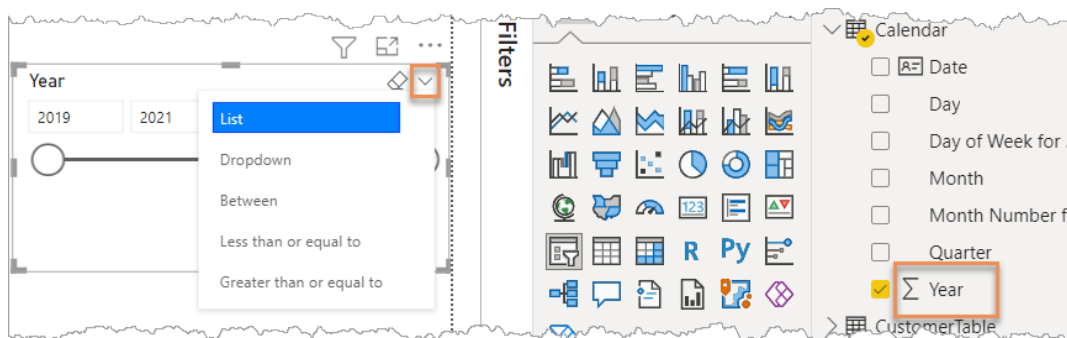 Year
2019
2021
List
Dropdown
Between
Less than or equal to
Greater than or equal to
Filters
123
R
Py
Calendar
Date
Day
Day of Week for
Month
Month Number f
Quarter
Σ Year
CustomerTable